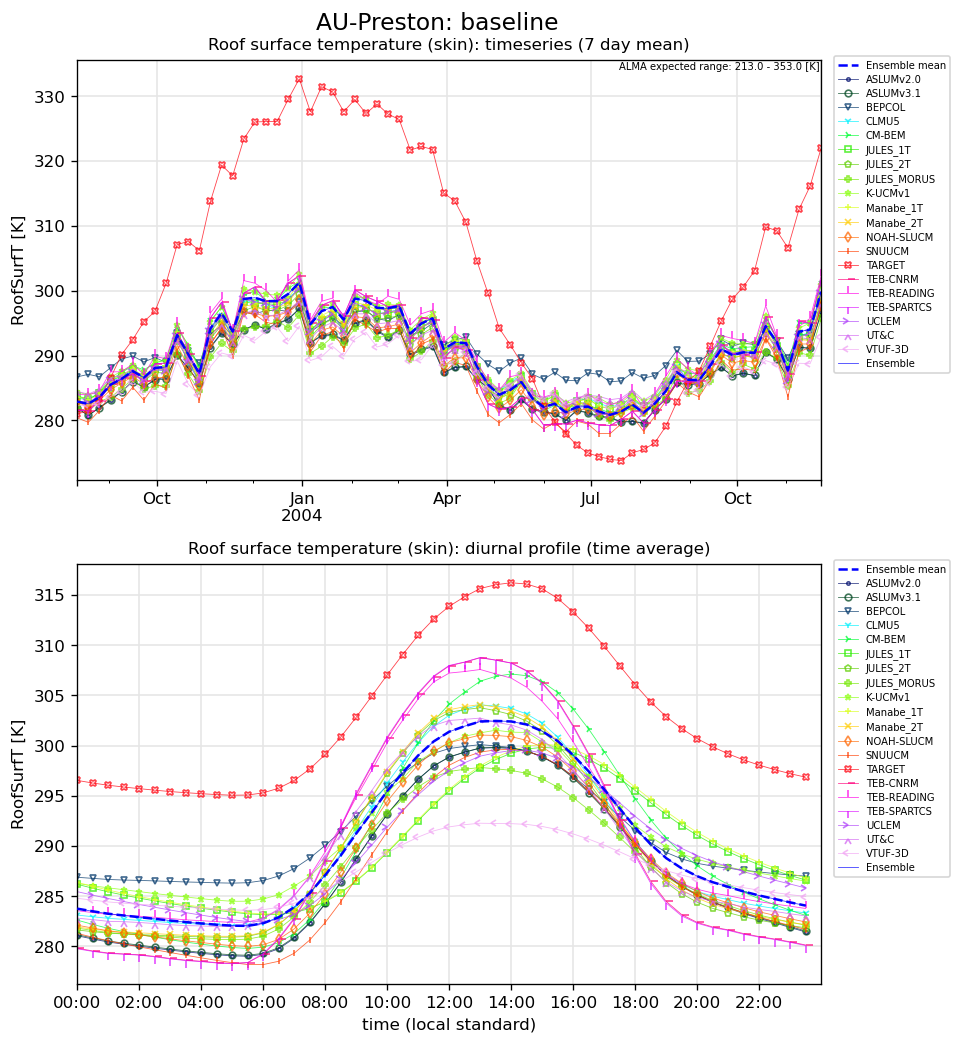 AU-Preston: baseline
Roof surface temperature (skin): timeseries (7 day mean)
ALMA expected range: 213.0 - 353.0 [K]
RoofSurfT [K]
330
320
310
300
290
280
Oct
Jan
2004
Apr
Jul
Oct
Ensemble mean
ASLUMv2.0
ASLUMv3.1
BEPCOL
CLMU5
CM-BEM
JULES_1T
JULES_2T
JULES_MORUS
K-UCMv1
Manabe_1T
Manabe_2T
NOAH-SLUCM
SNUUCM
TARGET
TEB-CNRM
TEB-READING
TEB-SPARTCS
UCLEM
UT&C
VTUF-3D
Ensemble
Roof surface temperature (skin): diurnal profile (time average)
RoofSurfT [K]
315
310
305
300
295
290
285
280
00:00
02:00
04:00
06:00
08:00
10:00
12:00
14:00
16:00
18:00
20:00
22:00
time (local standard)
Ensemble mean
ASLUMv2.0
ASLUMv3.1
BEPCOL
CLMU5
CM-BEM
JULES_1T
JULES_2T
JULES_MORUS
K-UCMv1
Manabe_1T
Manabe_2T
NOAH-SLUCM
SNUUCM
TARGET
TEB-CNRM
TEB-READING
TEB-SPARTCS
UCLEM
UT&C
VTUF-3D
Ensemble